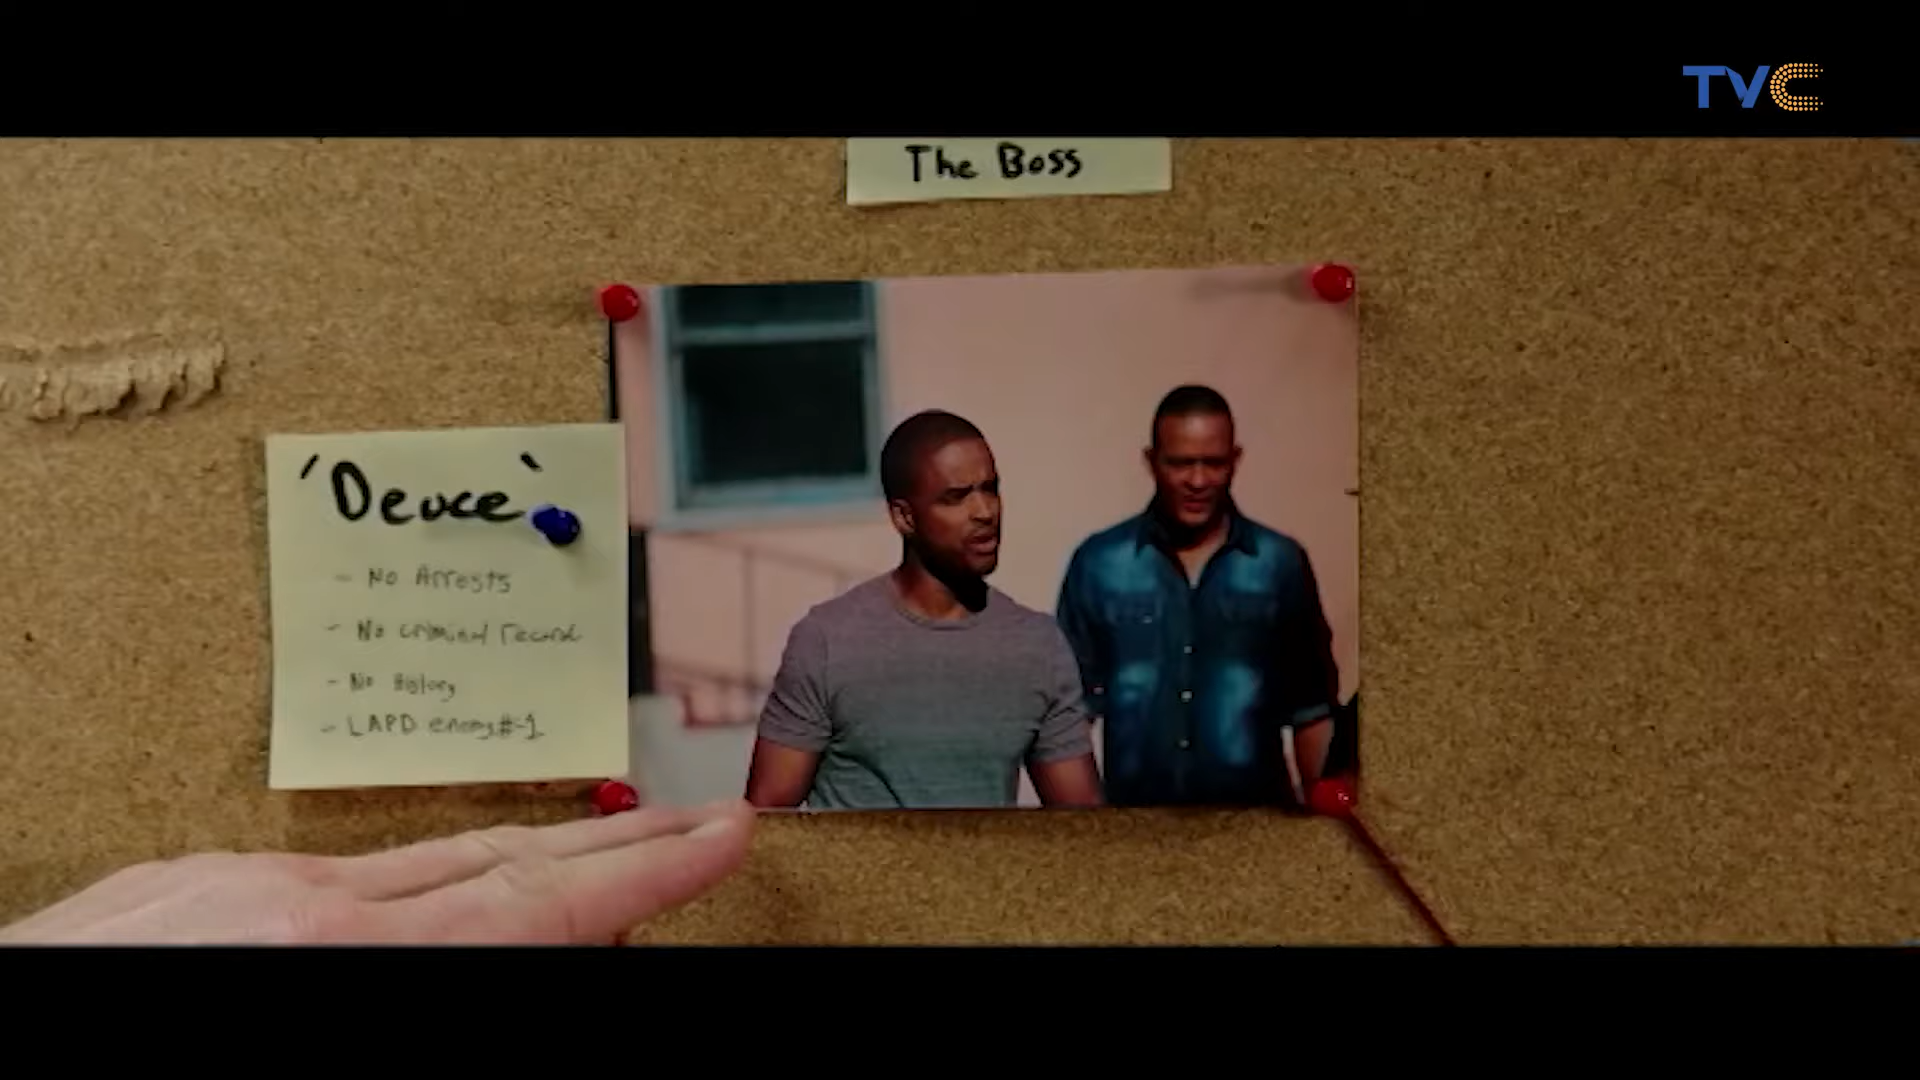 TVC
The Boss
'Deuce'
- No Arrests
- No criminal record
- No History
- LAPD enemy #-1